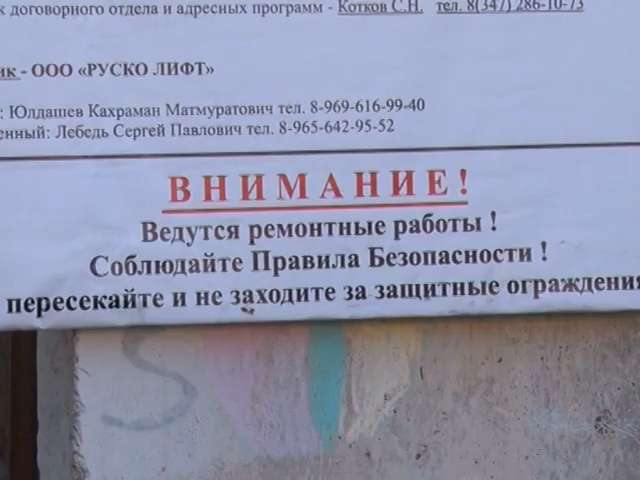 к договорного отдела и адресных программ - Котков С.Н. тел. 8(347) 286-10-73
ик - ООО «РУСКО ЛИФТ»
: Юлдашев Кахраман Матмуратович тел. 8-969-616-99-40
енный: Лебедь Сергей Павлович тел. 8-965-642-95-52
ВНИМАНИЕ!
Ведутся ремонтные работы !
Соблюдайте Правила Безопасности !
пересекайте и не заходите за защитные ограждения